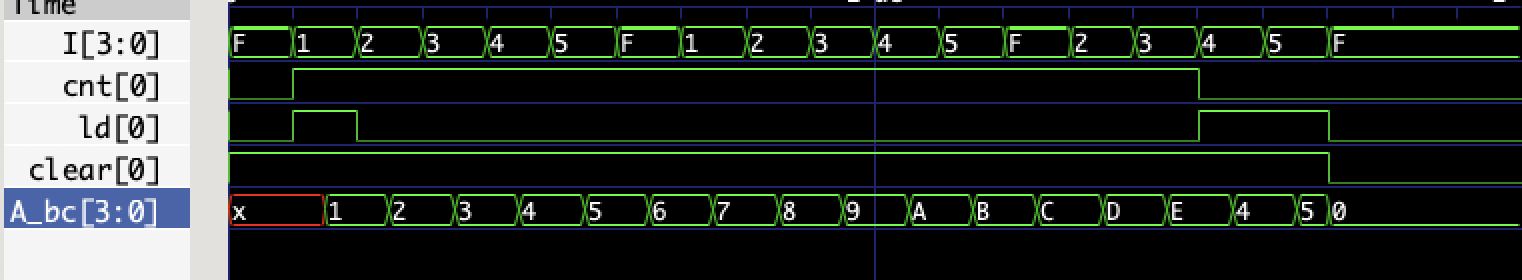 Time
I[3:0] F 1 2 3 4 5 F 1 2 3 4 5 F 2 3 4 5 F
cnt[0]
ld[0]
clear[0]
A_bc[3:0] x 1 2 3 4 5 6 7 8 9 A B C D E 4 5 0